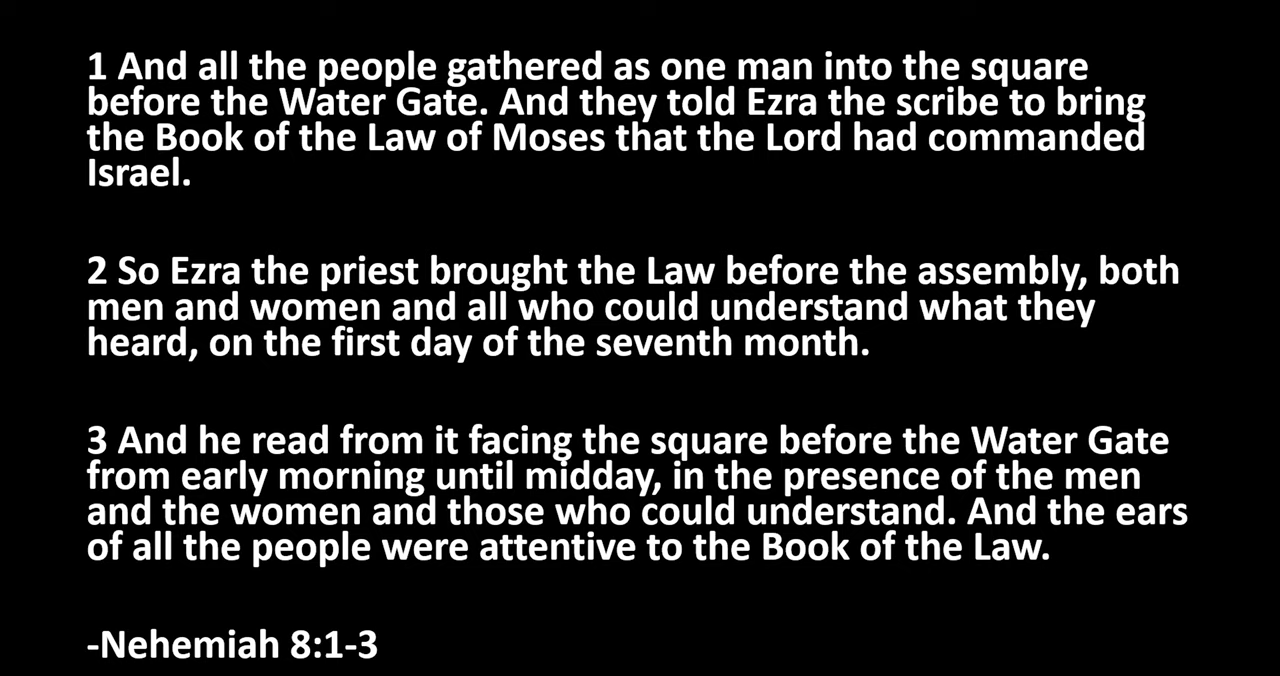 1 And all the people gathered as one man into the square
before the Water Gate. And they told Ezra the scribe to bring
the Book of the Law of Moses that the Lord had commanded
Israel.
2 So Ezra the priest brought the Law before the assembly, both
men and women and all who could understand what they
heard, on the first day of the seventh month.
3 And he read from it facing the square before the Water Gate
from early morning until midday, in the presence of the men
and the women and those who could understand. And the ears
of all the people were attentive to the Book of the Law.
-Nehemiah 8:1-3